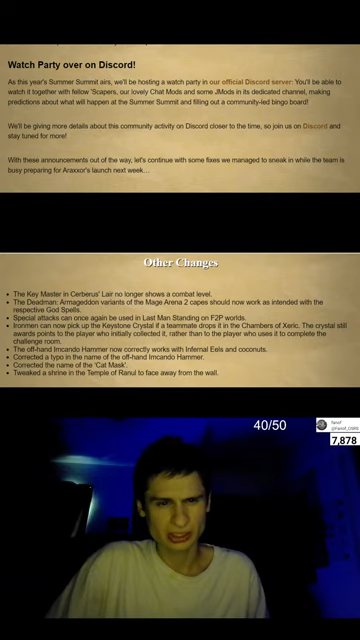 Watch Party over on Discord!
As this year's Summer Summit airs, we'll be hosting a watch party in our official Discord server: You'll be able to
watch it together with fellow 'Scapers, our lovely Chat Mods and some JMods in its dedicated channel, making
predictions about what will happen at the Summer Summit and filling out a community-led bingo board!
We'll be giving more details about this community activity on Discord closer to the time, so join us on Discord and
stay tuned for more!
With these announcements out of the way, let's continue with some fixes we managed to sneak in while the team is
busy preparing for Araxxor's launch next week…
Other Changes
• The Key Master in Cerberus' Lair no longer shows a combat level.
• The Deadman: Armageddon variants of the Mage Arena 2 capes should now work as intended with the
respective God Spells.
• Special attacks can once again be used in Last Man Standing on F2P worlds.
• Ironmen can now pick up the Keystone Crystal if a teammate drops it in the Chambers of Xeric. The crystal still
awards points to the player who initially collected it, rather than to the player who uses it to complete the
challenge room.
• The off-hand Imcando Hammer now correctly works with Infernal Eels and coconuts.
• Corrected a typo in the name of the off-hand Imcando Hammer.
• Corrected the name of the 'Cat Mask'.
• Tweaked a shrine in the Temple of Ranul to face away from the wall.
40/50
7,878